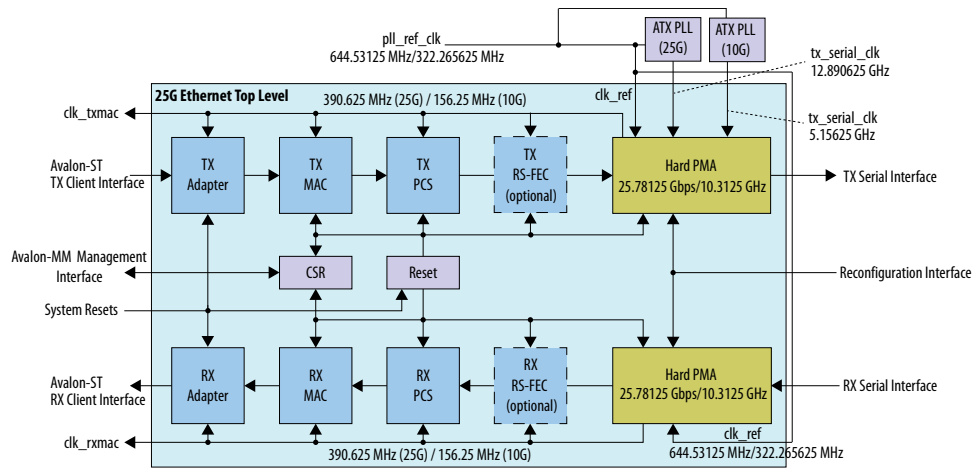 ATX PLL
(25G)
ATX PLL
(10G)
pll_ref_clk
644.53125 MHz/322.265625 MHz
tx_serial_clk
12.890625 GHz
25G Ethernet Top Level
390.625 MHz (25G) / 156.25 MHz (10G)
clk_ref
clk_txmac
tx_serial_clk
5.15625 GHz
Avalon-ST
TX Client Interface
TX
Adapter
TX
MAC
TX
PCS
TX
RS-FEC
(optional)
Hard PMA
25.78125 Gbps/10.3125 GHz
TX Serial Interface
Avalon-MM Management
Interface
CSR
Reset
Reconfiguration Interface
System Resets
Avalon-ST
RX Client Interface
RX
Adapter
RX
MAC
RX
PCS
RX
RS-FEC
(optional)
Hard PMA
25.78125 Gbps/10.3125 GHz
RX Serial Interface
clk_rxmac
390.625 MHz (25G) / 156.25 MHz (10G)
clk_ref
644.53125 MHz/322.265625 MHz